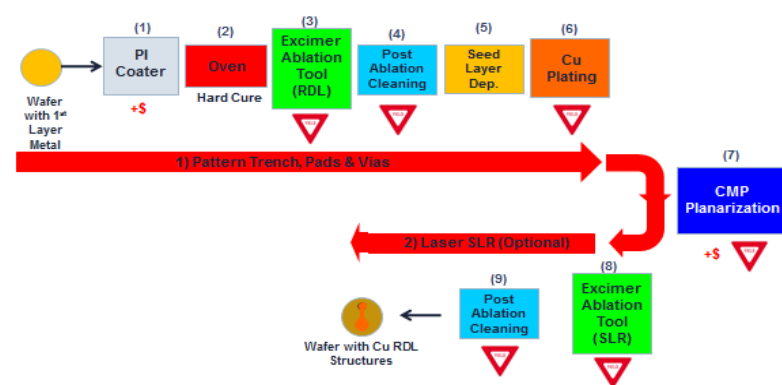 (1)
(2)
(3)
(4)
(5)
(6)
PI
Coater
Oven
Excimer
Ablation
Tool
(RDL)
Post
Ablation
Cleaning
Seed
Layer
Dep.
Cu
Plating
Wafer
with 1st
Layer
Metal
+$
Hard Cure
1) Pattern Trench, Pads & Vias
(7)
CMP
Planarization
+$
2) Laser SLR (Optional)
(8)
Excimer
Ablation
Tool
(SLR)
(9)
Post
Ablation
Cleaning
Wafer with Cu RDL
Structures